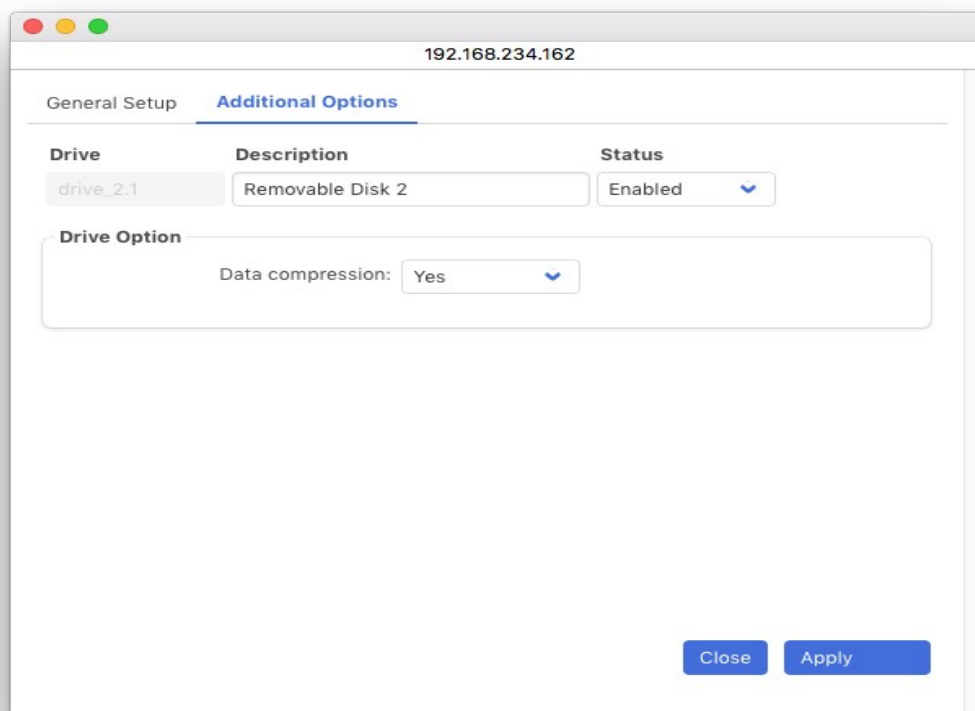 192.168.234.162
General Setup Additional Options
Drive Description Status
drive_2.1 Removable Disk 2 Enabled
Drive Option
Data compression: Yes
Close Apply